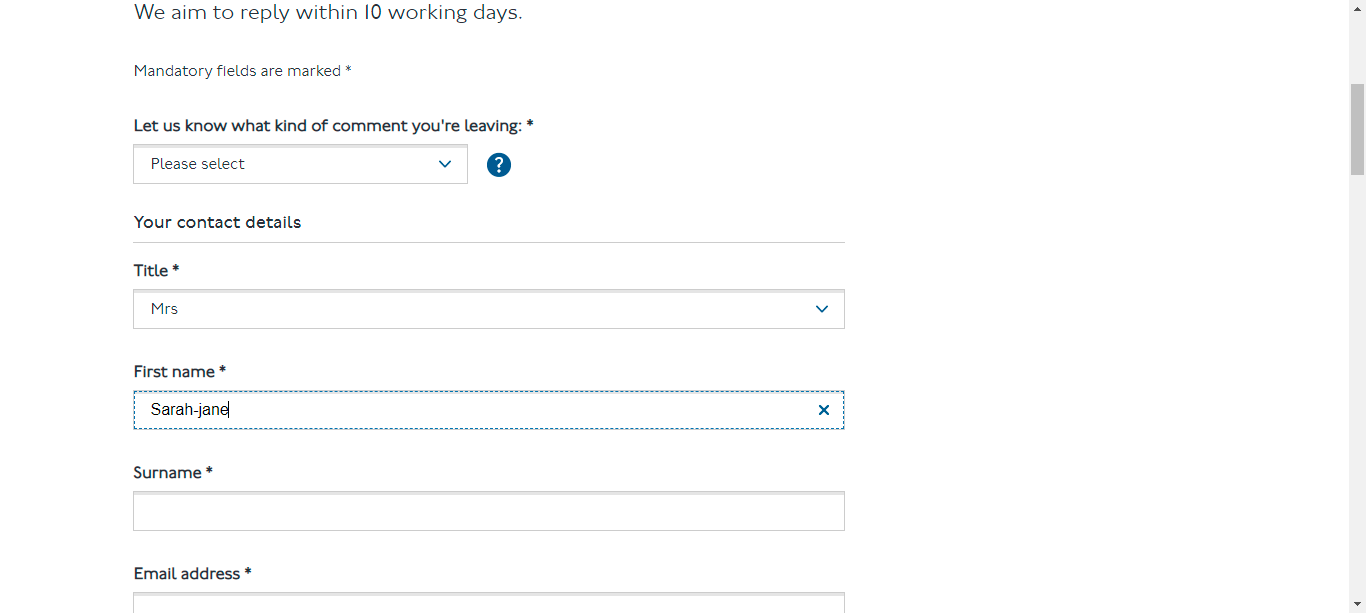 We aim to reply within 10 working days.
Mandatory fields are marked *
Let us know what kind of comment you're leaving: *
Please select
?
Your contact details
Title *
Mrs
First name *
Sarah-jane
Surname *
Email address *